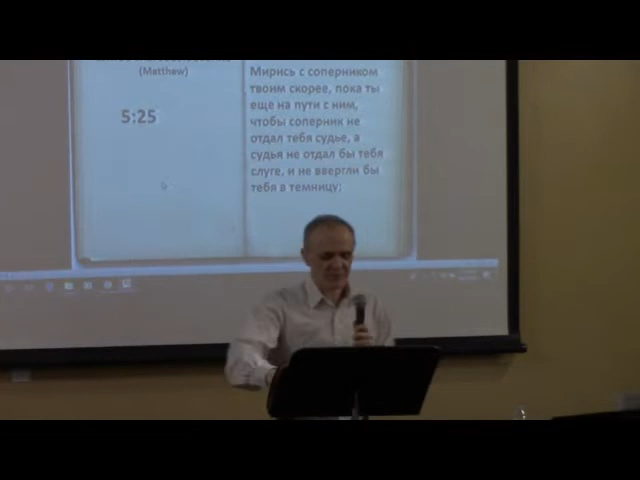 (Matthew)
5:25
Мирись с соперником
твоим скорее, пока ты
еще на пути с ним,
чтобы соперник не
отдал тебя судье, а
судья не отдал бы тебя
слуге, и не ввергли бы
тебя в темницу;